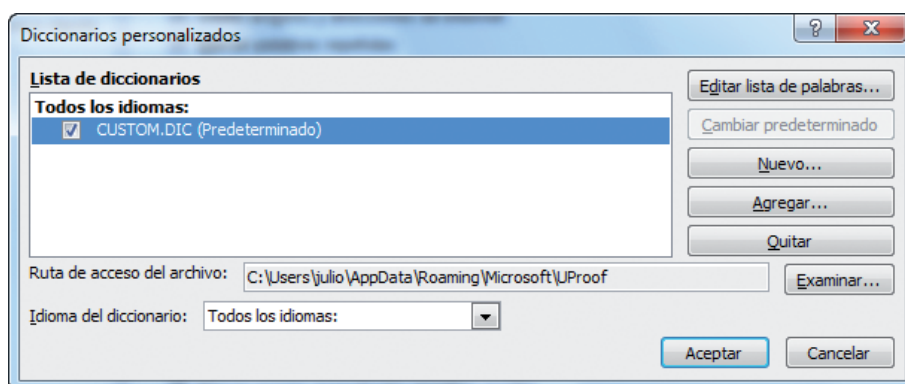 Diccionarios personalizados
Lista de diccionarios
Todos los idiomas:
CUSTOM.DIC (Predeterminado)
Editar lista de palabras...
Cambiar predeterminado
Nuevo...
Agregar...
Quitar
Ruta de acceso del archivo: C:\Users\julio\AppData\Roaming\Microsoft\UProof Examinar...
Idioma del diccionario: Todos los idiomas:
Aceptar Cancelar